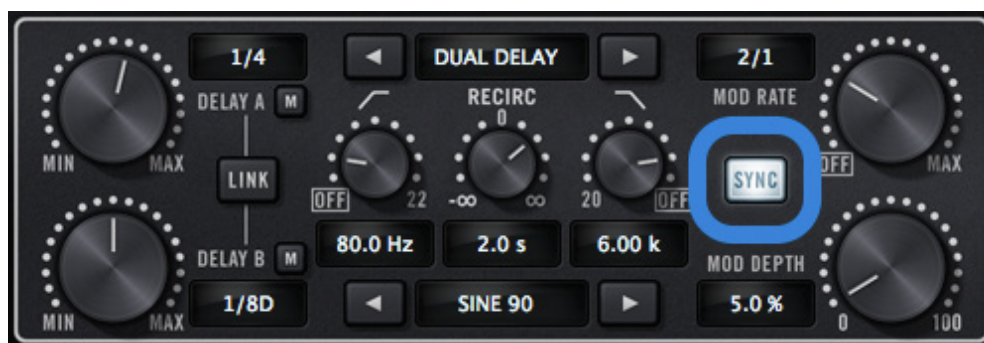 1/4
DUAL DELAY
2/1
DELAY A M
RECIRC
MOD RATE
0
MIN MAX
LINK
OFF 22
-∞ ∞
20 OFF
SYNC
OFF MAX
80.0 Hz
2.0 s
6.00 k
DELAY B M
MOD DEPTH
1/8D
SINE 90
5.0 %
MIN MAX
0 100